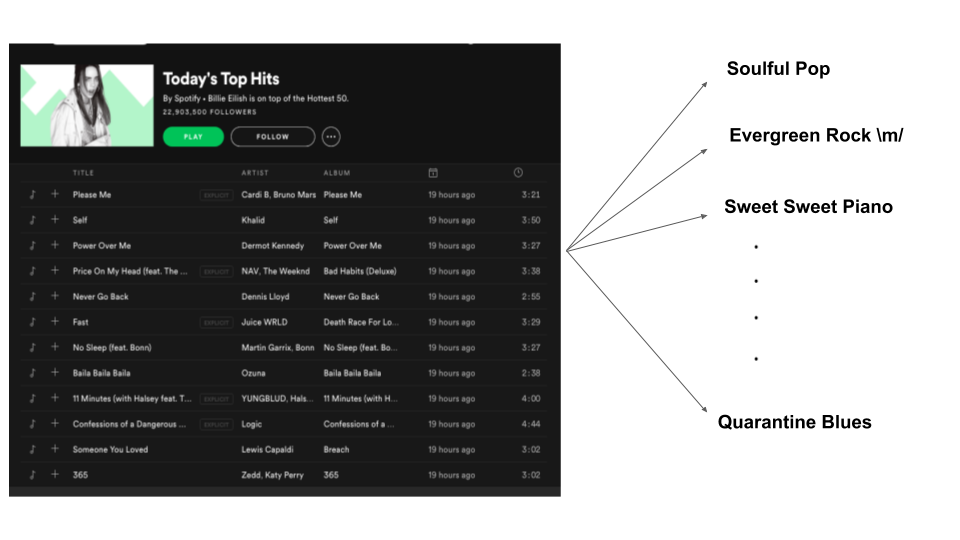 Today's Top Hits
By Spotify • Billie Eilish is on top of the Hottest 50.
22,903,500 FOLLOWERS
PLAY FOLLOW
TITLE ARTIST ALBUM
Please Me EXPLICIT Cardi B, Bruno Mars Please Me 19 hours ago 3:21
Self Khalid Self 19 hours ago 3:50
Power Over Me Dermot Kennedy Power Over Me 19 hours ago 3:27
Price On My Head (feat. The ... EXPLICIT NAV, The Weeknd Bad Habits (Deluxe) 19 hours ago 3:38
Never Go Back Dennis Lloyd Never Go Back 19 hours ago 2:55
Fast EXPLICIT Juice WRLD Death Race For Lo... 19 hours ago 3:29
No Sleep (feat. Bonn) Martin Garrix, Bonn No Sleep (feat. Bo... 19 hours ago 3:27
Baila Baila Baila Ozuna Baila Baila Baila 19 hours ago 2:38
11 Minutes (with Halsey feat. T... EXPLICIT YUNGBLUD, Hals... 11 Minutes (with H... 19 hours ago 4:00
Confessions of a Dangerous ... EXPLICIT Logic Confessions of a ... 19 hours ago 4:44
Someone You Loved Lewis Capaldi Breach 19 hours ago 3:02
365 Zedd, Katy Perry 365 19 hours ago 3:02
Soulful Pop
Evergreen Rock \m/
Sweet Sweet Piano
Quarantine Blues